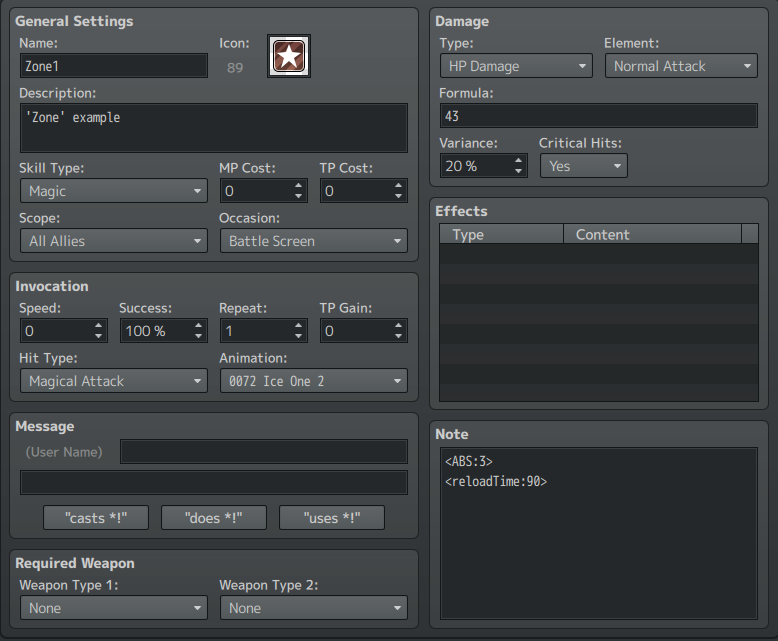 General Settings
Name:
Icon:
Zone1
89
Description:
'Zone' example
Skill Type:
MP Cost:
TP Cost:
Magic
0
0
Scope:
Occasion:
All Allies
Battle Screen
Invocation
Speed:
Success:
Repeat:
TP Gain:
0
100 %
1
0
Hit Type:
Animation:
Magical Attack
0072 Ice One 2
Message
(User Name)
"casts *!"
"does *!"
"uses *!"
Required Weapon
Weapon Type 1:
Weapon Type 2:
None
None
Damage
Type:
Element:
HP Damage
Normal Attack
Formula:
43
Variance:
Critical Hits:
20 %
Yes
Effects
Type
Content
Note
<ABS:3>
<reloadTime:90>